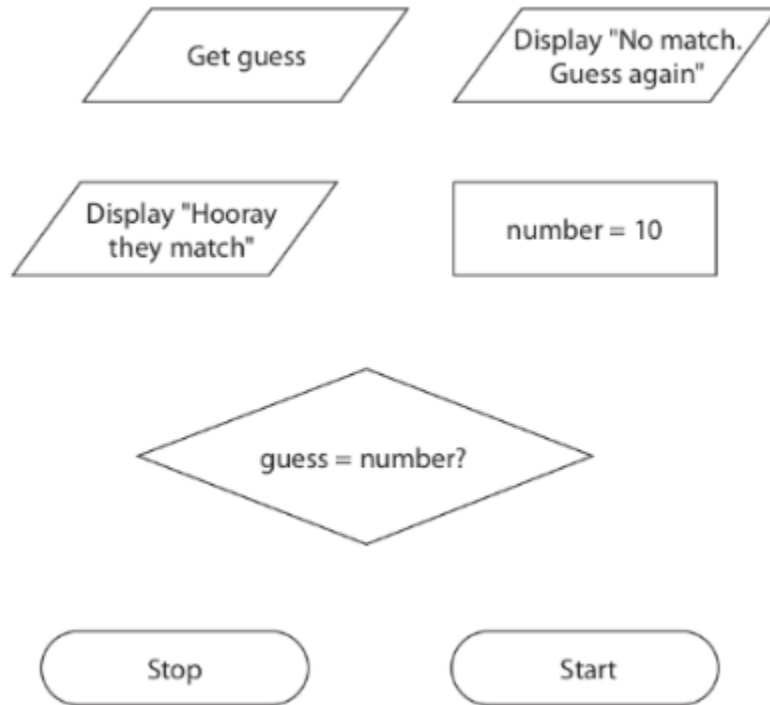 Get guess
Display "No match.
Guess again"
Display "Hooray
they match"
number = 10
guess = number?
Stop
Start